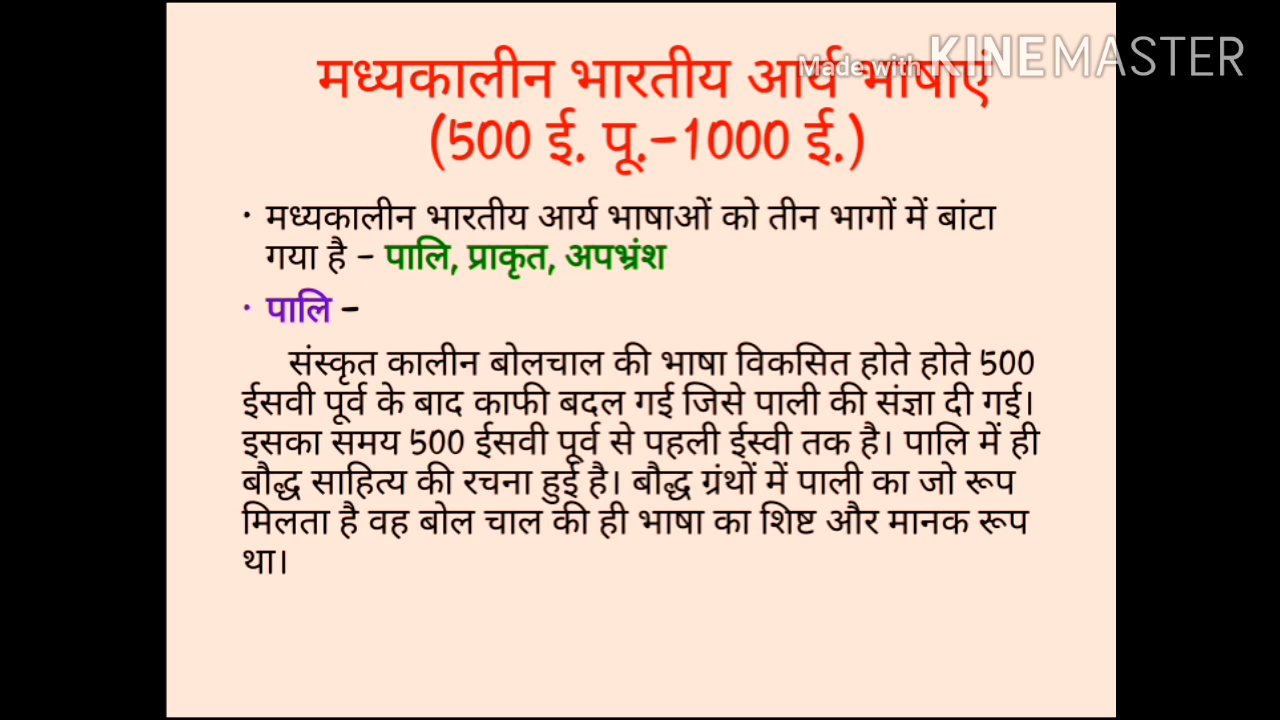 Made with KINEMASTER
मध्यकालीन भारतीय आर्य भाषाएं
(500 ई. पू.-1000 ई.)
• मध्यकालीन भारतीय आर्य भाषाओं को तीन भागों में बांटा
गया है - पालि, प्राकृत, अपभ्रंश
• पालि -
संस्कृत कालीन बोलचाल की भाषा विकसित होते होते 500
ईसवी पूर्व के बाद काफी बदल गई जिसे पाली की संज्ञा दी गई।
इसका समय 500 ईसवी पूर्व से पहली ईस्वी तक है। पालि में ही
बौद्ध साहित्य की रचना हुई है। बौद्ध ग्रंथों में पाली का जो रूप
मिलता है वह बोल चाल की ही भाषा का शिष्ट और मानक रूप
था।